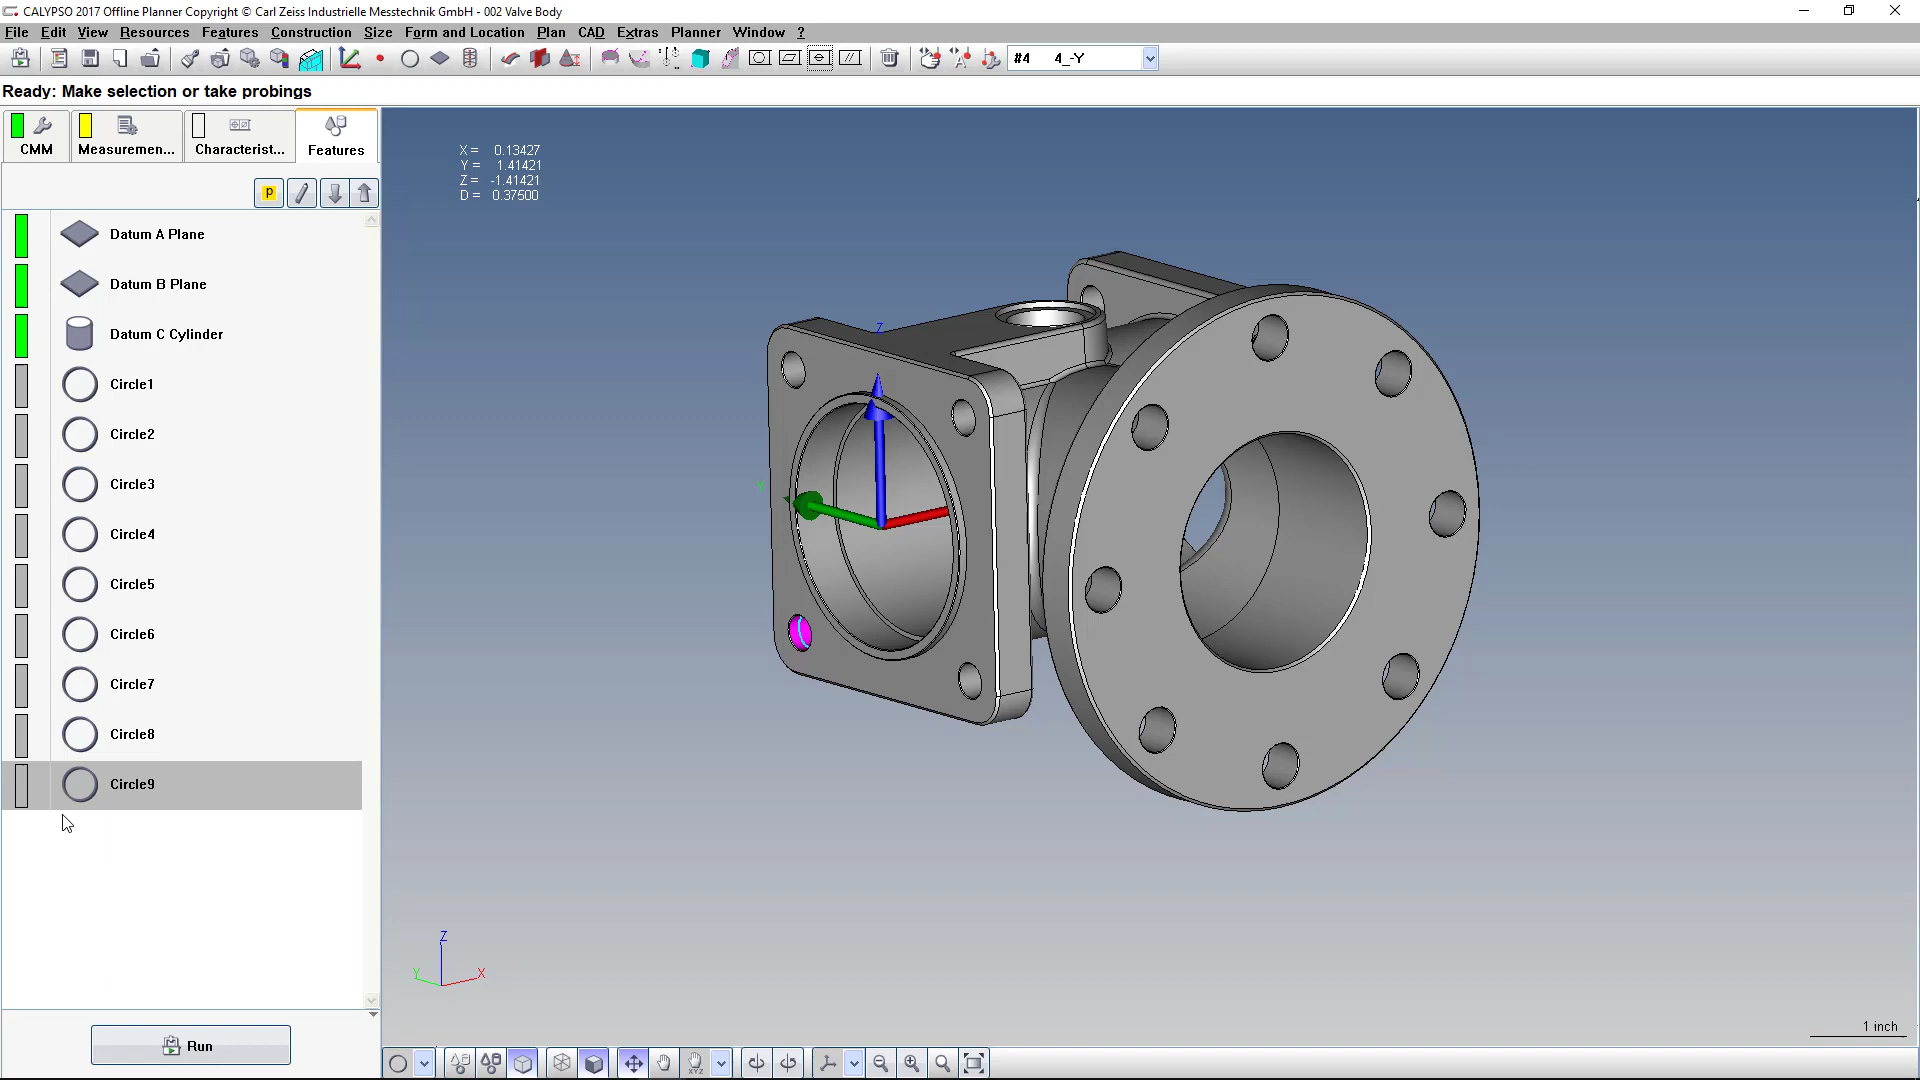 CALYPSO 2017 Offline Planner Copyright © Carl Zeiss Industrielle Messtechnik GmbH - 002 Valve Body
File Edit View Resources Features Construction Size Form and Location Plan CAD Extras Planner Window ?
#4 4_-Y
Ready: Make selection or take probings
CMM Measuremen... Characterist... Features
P
X = 0.13427
Y = 1.41421
Z = -1.41421
D = 0.37500
Datum A Plane
Datum B Plane
Datum C Cylinder
Circle1
Circle2
Circle3
Circle4
Circle5
Circle6
Circle7
Circle8
Circle9
Z
Y
Z
Y
X
1 inch
Run
XYZ